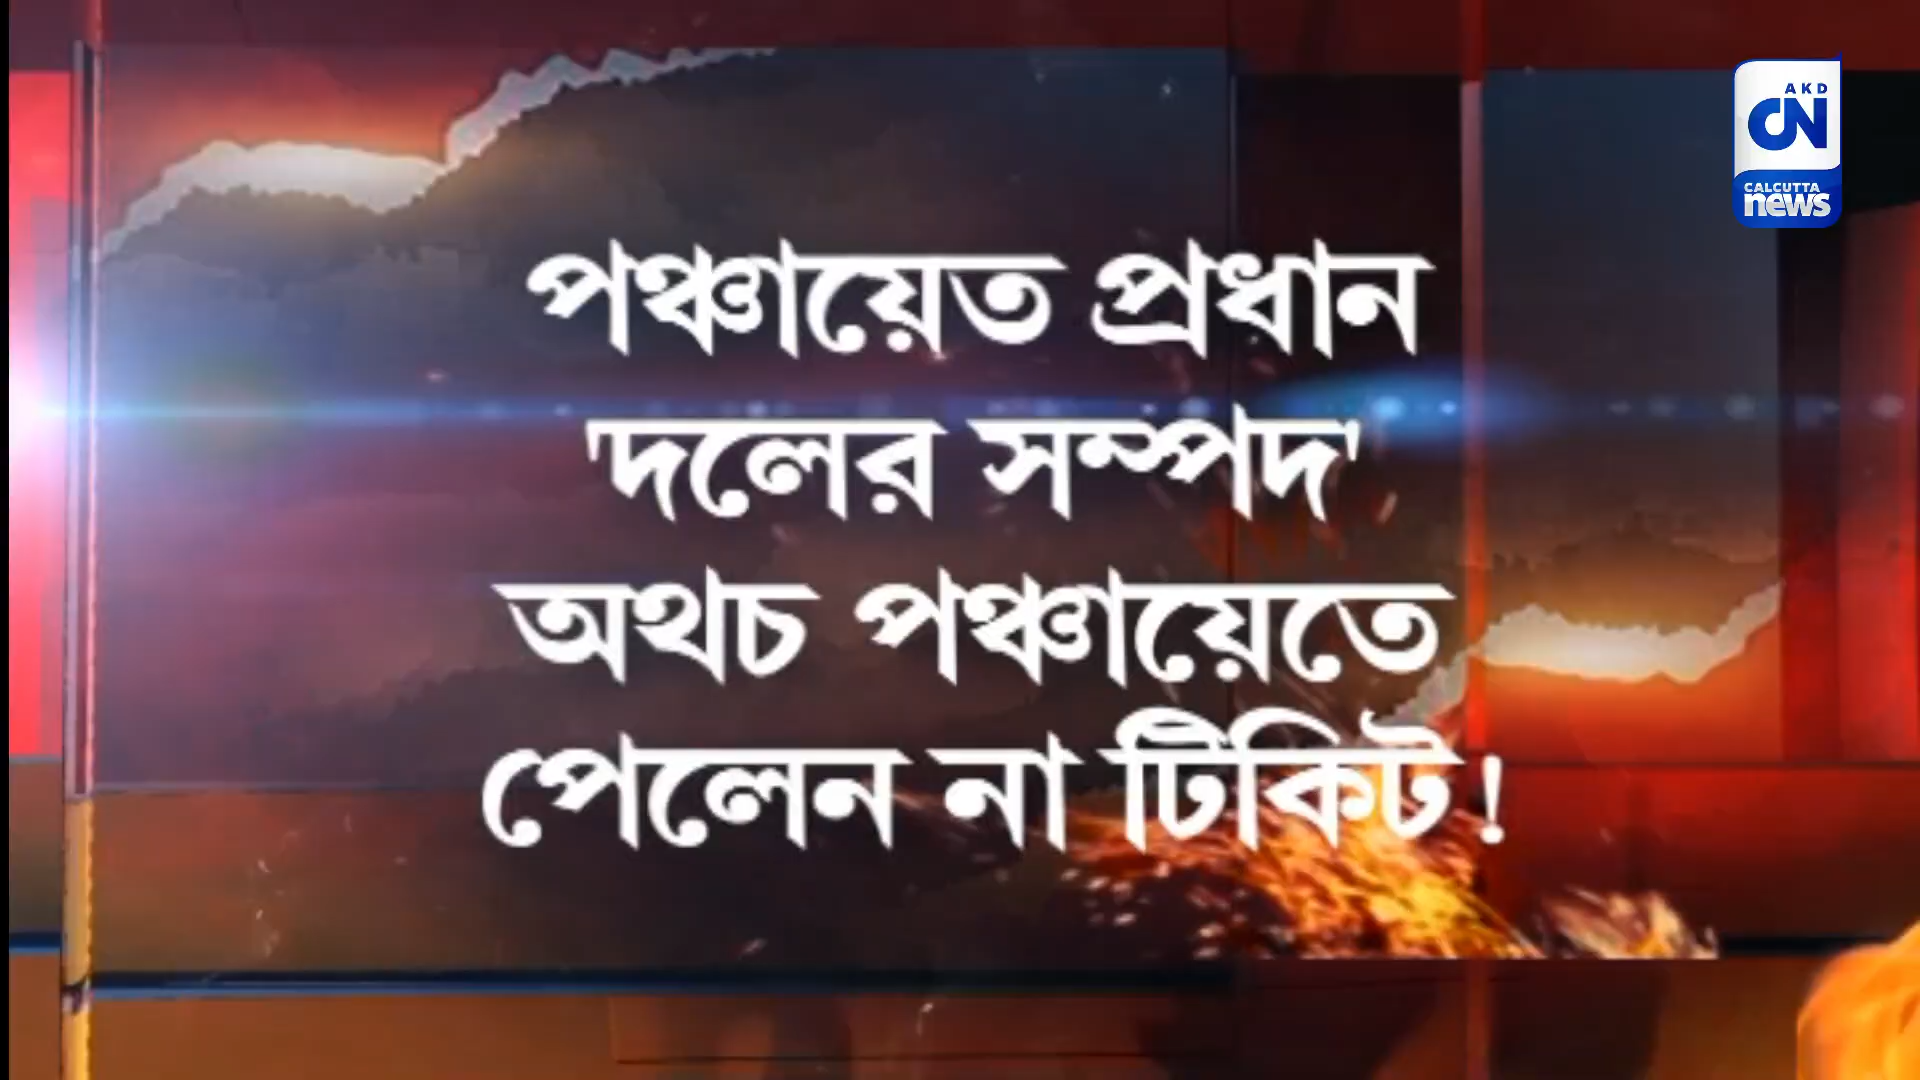 AKD
CN
CALCUTTA
news
পঞ্চায়েত প্রধান
'দলের সম্পদ'
অথচ পঞ্চায়েতে
পেলেন না টিকিট!